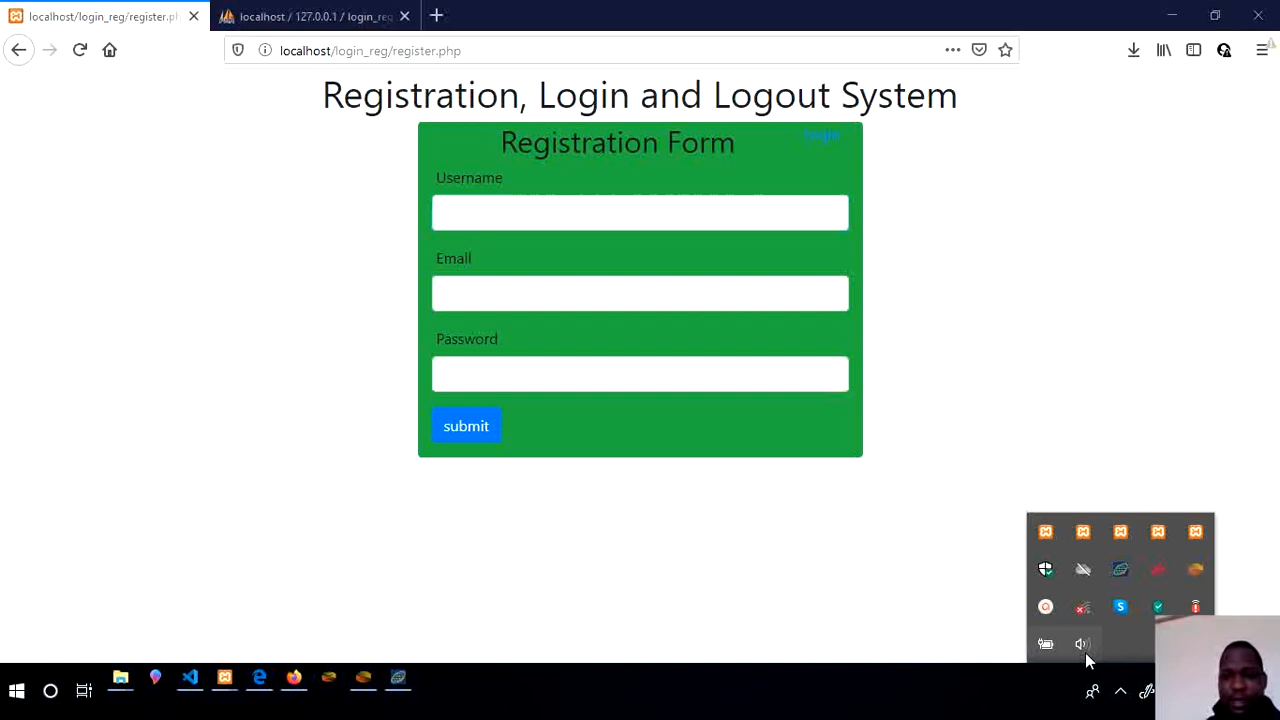 localhost/login_reg/register.p
localhost / 127.0.0.1 / login_reg
localhost/login_reg/register.php
Registration, Login and Logout System
Registration Form
Login
Username
Email
Password
submit